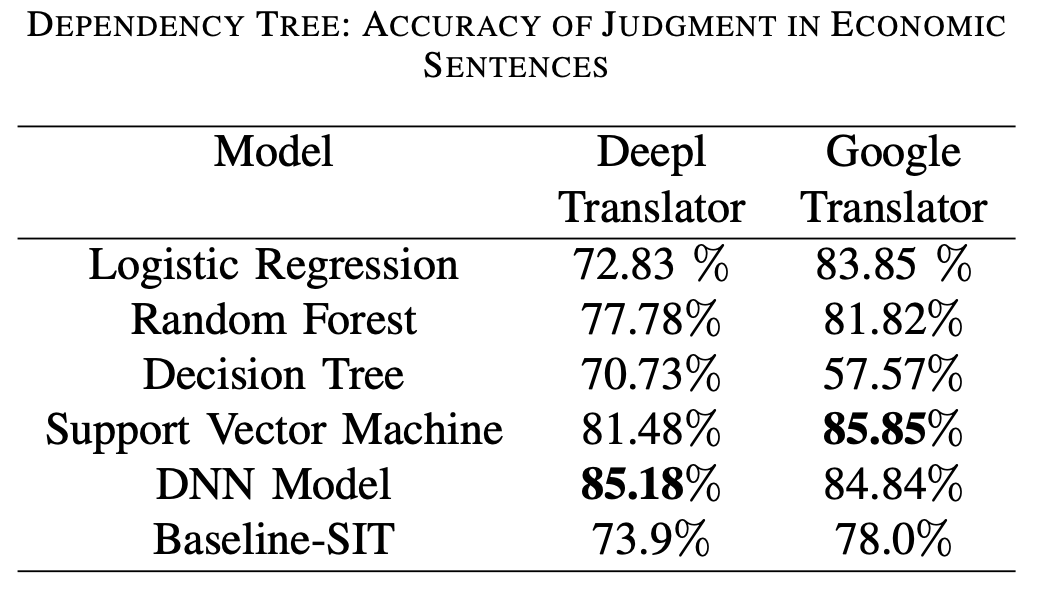 DEPENDENCY TREE: ACCURACY OF JUDGMENT IN ECONOMIC
SENTENCES
Model Deepl Google
Translator Translator
Logistic Regression 72.83 % 83.85 %
Random Forest 77.78% 81.82%
Decision Tree 70.73% 57.57%
Support Vector Machine 81.48% 85.85%
DNN Model 85.18% 84.84%
Baseline-SIT 73.9% 78.0%